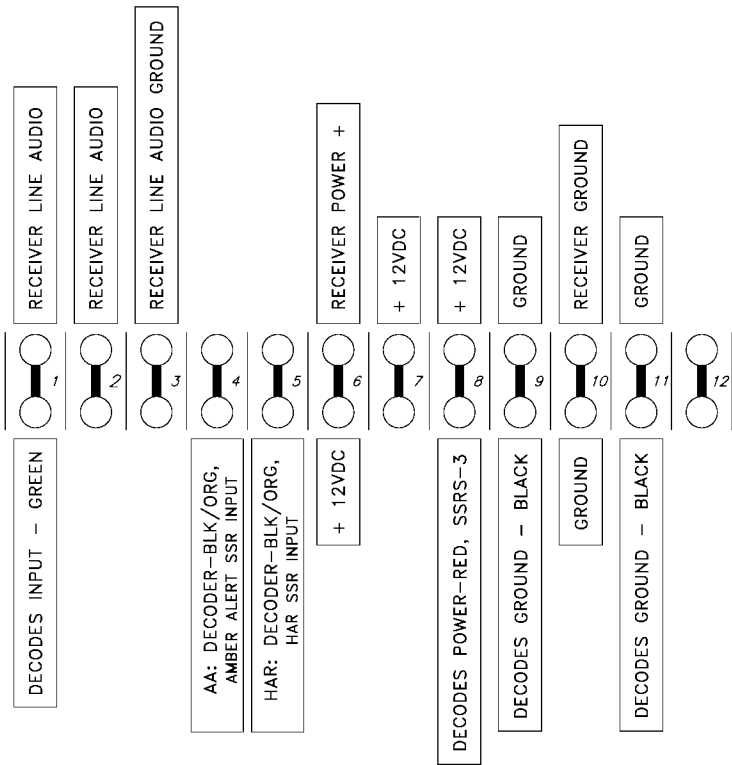 RECEIVER LINE AUDIO
RECEIVER LINE AUDIO
RECEIVER LINE AUDIO GROUND
RECEIVER POWER +
+ 12VDC
+ 12VDC
GROUND
RECEIVER GROUND
GROUND
1
2
3
4
5
6
7
8
9
10
11
12
DECODES INPUT - GREEN
AA: DECODER-BLK/ORG,
AMBER ALERT SSR INPUT
HAR: DECODER-BLK/ORG,
HAR SSR INPUT
+ 12VDC
DECODES POWER-RED, SSRS-3
DECODES GROUND - BLACK
GROUND
DECODES GROUND - BLACK